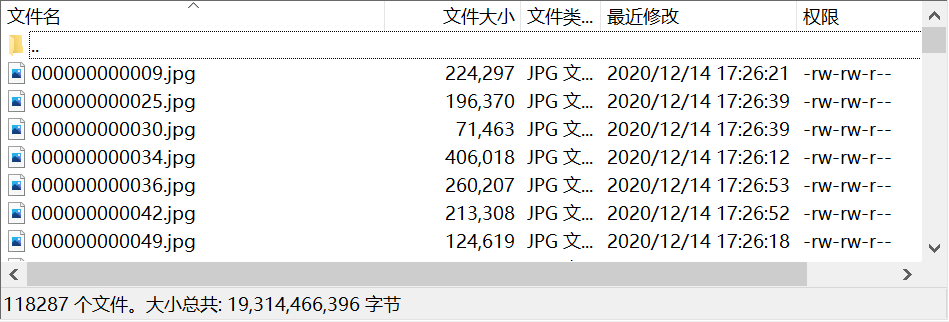 文件名 文件大小 文件类... 最近修改 权限
..
000000000009.jpg 224,297 JPG 文... 2020/12/14 17:26:21 -rw-rw-r--
000000000025.jpg 196,370 JPG 文... 2020/12/14 17:26:39 -rw-rw-r--
000000000030.jpg 71,463 JPG 文... 2020/12/14 17:26:39 -rw-rw-r--
000000000034.jpg 406,018 JPG 文... 2020/12/14 17:26:12 -rw-rw-r--
000000000036.jpg 260,207 JPG 文... 2020/12/14 17:26:53 -rw-rw-r--
000000000042.jpg 213,308 JPG 文... 2020/12/14 17:26:52 -rw-rw-r--
000000000049.jpg 124,619 JPG 文... 2020/12/14 17:26:18 -rw-rw-r--
118287 个文件。大小总共: 19,314,466,396 字节